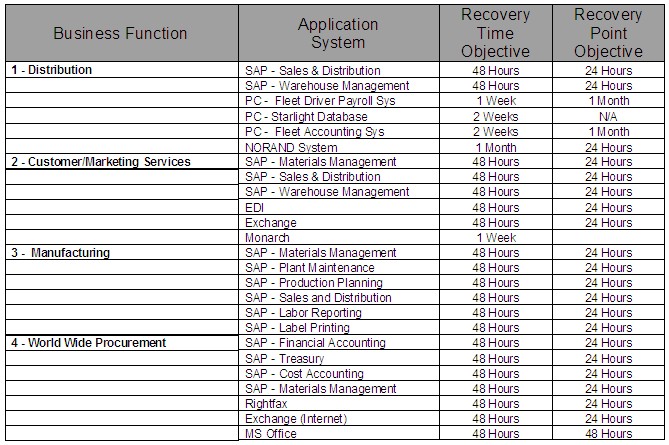 Business Function Application System Recovery Time Objective Recovery Point Objective
1 - Distribution SAP - Sales & Distribution 48 Hours 24 Hours
SAP - Warehouse Management 48 Hours 24 Hours
PC - Fleet Driver Payroll Sys 1 Week 1 Month
PC - Starlight Database 2 Weeks N/A
PC - Fleet Accounting Sys 2 Weeks 1 Month
NORAND System 1 Month 24 Hours
2 - Customer/Marketing Services SAP - Materials Management 48 Hours 24 Hours
SAP - Sales & Distribution 48 Hours 24 Hours
SAP - Warehouse Management 48 Hours 24 Hours
EDI 48 Hours 24 Hours
Exchange 48 Hours 24 Hours
Monarch 1 Week
3 - Manufacturing SAP - Materials Management 48 Hours 24 Hours
SAP - Plant Maintenance 48 Hours 24 Hours
SAP - Production Planning 48 Hours 24 Hours
SAP - Sales and Distribution 48 Hours 24 Hours
SAP - Labor Reporting 48 Hours 24 Hours
SAP - Label Printing 48 Hours 24 Hours
4 - World Wide Procurement SAP - Financial Accounting 48 Hours 24 Hours
SAP - Treasury 48 Hours 24 Hours
SAP - Cost Accounting 48 Hours 24 Hours
SAP - Materials Management 48 Hours 24 Hours
Rightfax 48 Hours 24 Hours
Exchange (Internet) 48 Hours 24 Hours
MS Office 48 Hours 48 Hours